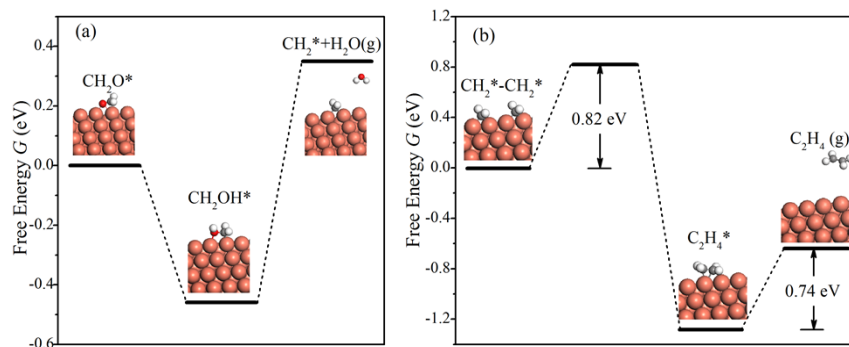 (a)
Free Energy G (eV)
0.4
0.2
0.0
-0.2
-0.4
-0.6
CH₂O*
CH₂OH*
CH₂*+H₂O(g)
(b)
Free Energy G (eV)
1.2
0.8
0.4
0.0
-0.4
-0.8
-1.2
CH₂*-CH₂*
0.82 eV
C₂H₄*
C₂H₄ (g)
0.74 eV